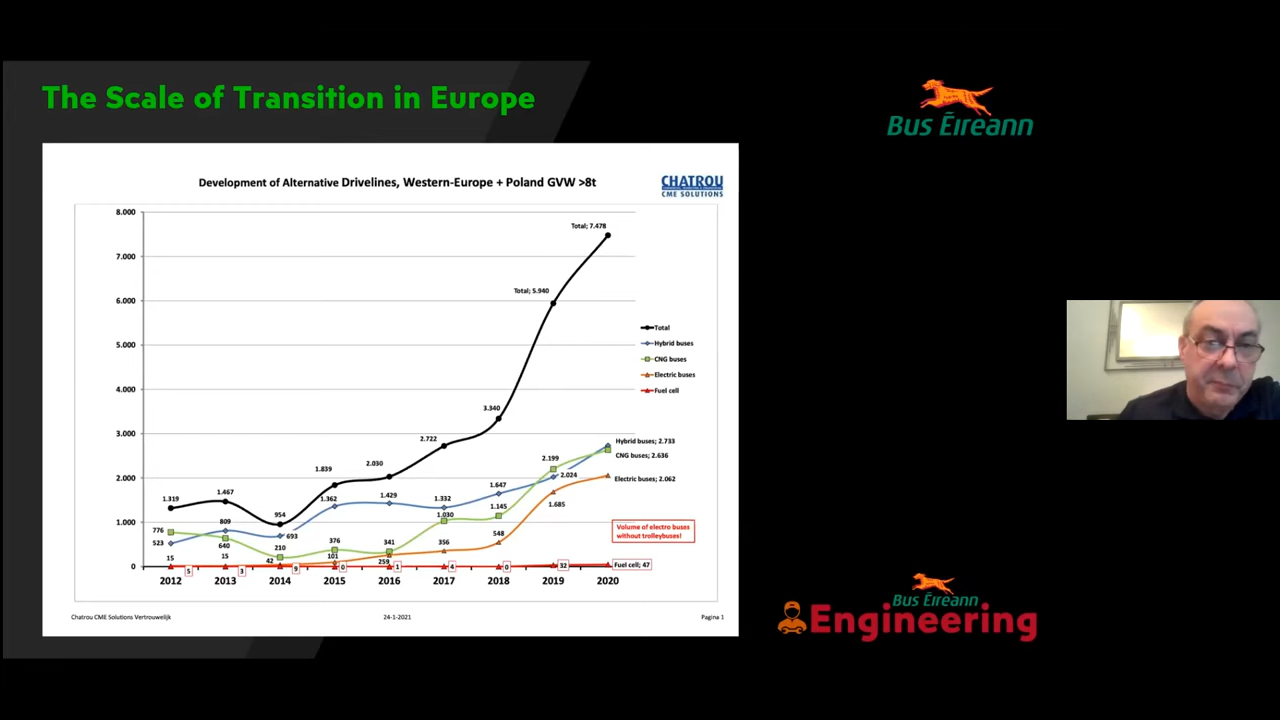 The Scale of Transition in Europe
Bus Éireann
Development of Alternative Drivelines, Western-Europe + Poland GVW >8t
CHATROU
CME SOLUTIONS
8.000
7.000
6.000
5.000
4.000
3.000
2.000
1.000
0
Total; 7.478
Total; 5.940
3.340
2.722
2.030
1.839
954
1.467
1.319
Total
Hybrid buses
CNG buses
Electric buses
Fuel cell
Hybrid buses; 2.733
CNG buses; 2.636
Electric buses; 2.062
Fuel cell; 47
2.199
2.024
1.685
1.647
1.145
548
1.332
1.030
356
1.429
341
259
1.362
376
101
693
210
42
809
640
15
776
523
15
5
3
9
0
1
4
0
32
Volume of electro buses
without trolleybuses!
2012 2013 2014 2015 2016 2017 2018 2019 2020
Chatrou CME Solutions Vertrouwelijk 24-1-2021 Pagina 1
Bus Éireann
Engineering